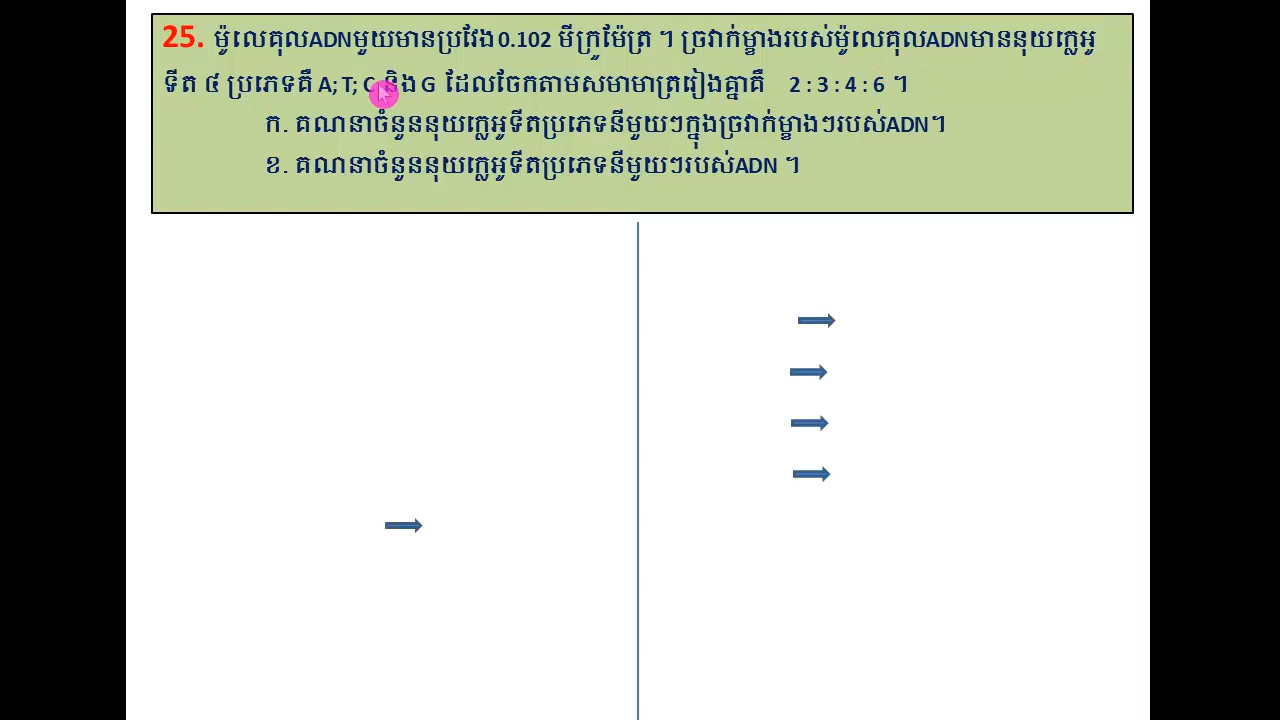 25. ម៉ូលេគុលADNមួយមានប្រវែង0.102 មីក្រូម៉ែត្រ ។ ច្រវាក់ម្ខាងរបស់ម៉ូលេគុលADNមាននុយក្លេអូ
ទីត ៤ ប្រភេទគឺ A; T; C និង G ដែលចែកតាមសមាមាត្ររៀងគ្នាគឺ 2 : 3 : 4 : 6 ។
ក. គណនាចំនួននុយក្លេអូទីតប្រភេទនីមួយៗក្នុងច្រវាក់ម្ខាងៗរបស់ADN។
ខ. គណនាចំនួននុយក្លេអូទីតប្រភេទនីមួយៗរបស់ADN ។